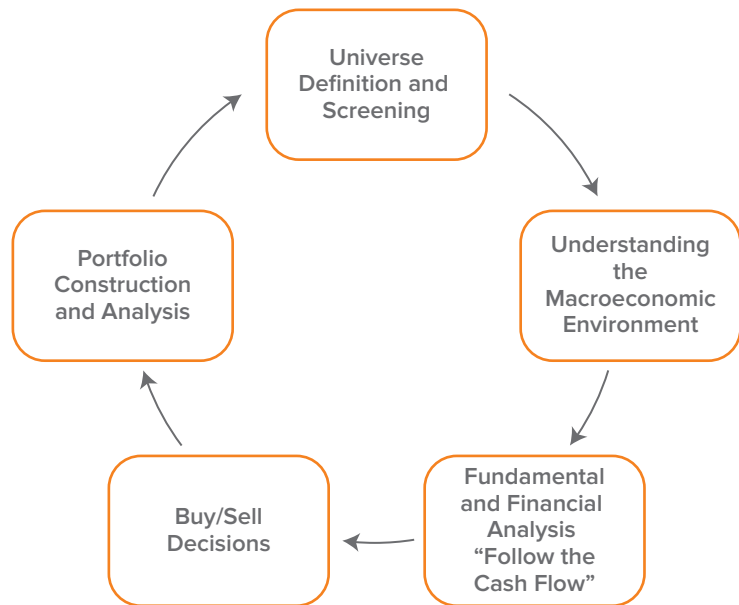 Universe
Definition and
Screening
Understanding
the
Macroeconomic
Environment
Fundamental
and Financial
Analysis
“Follow the
Cash Flow”
Buy/Sell
Decisions
Portfolio
Construction
and Analysis